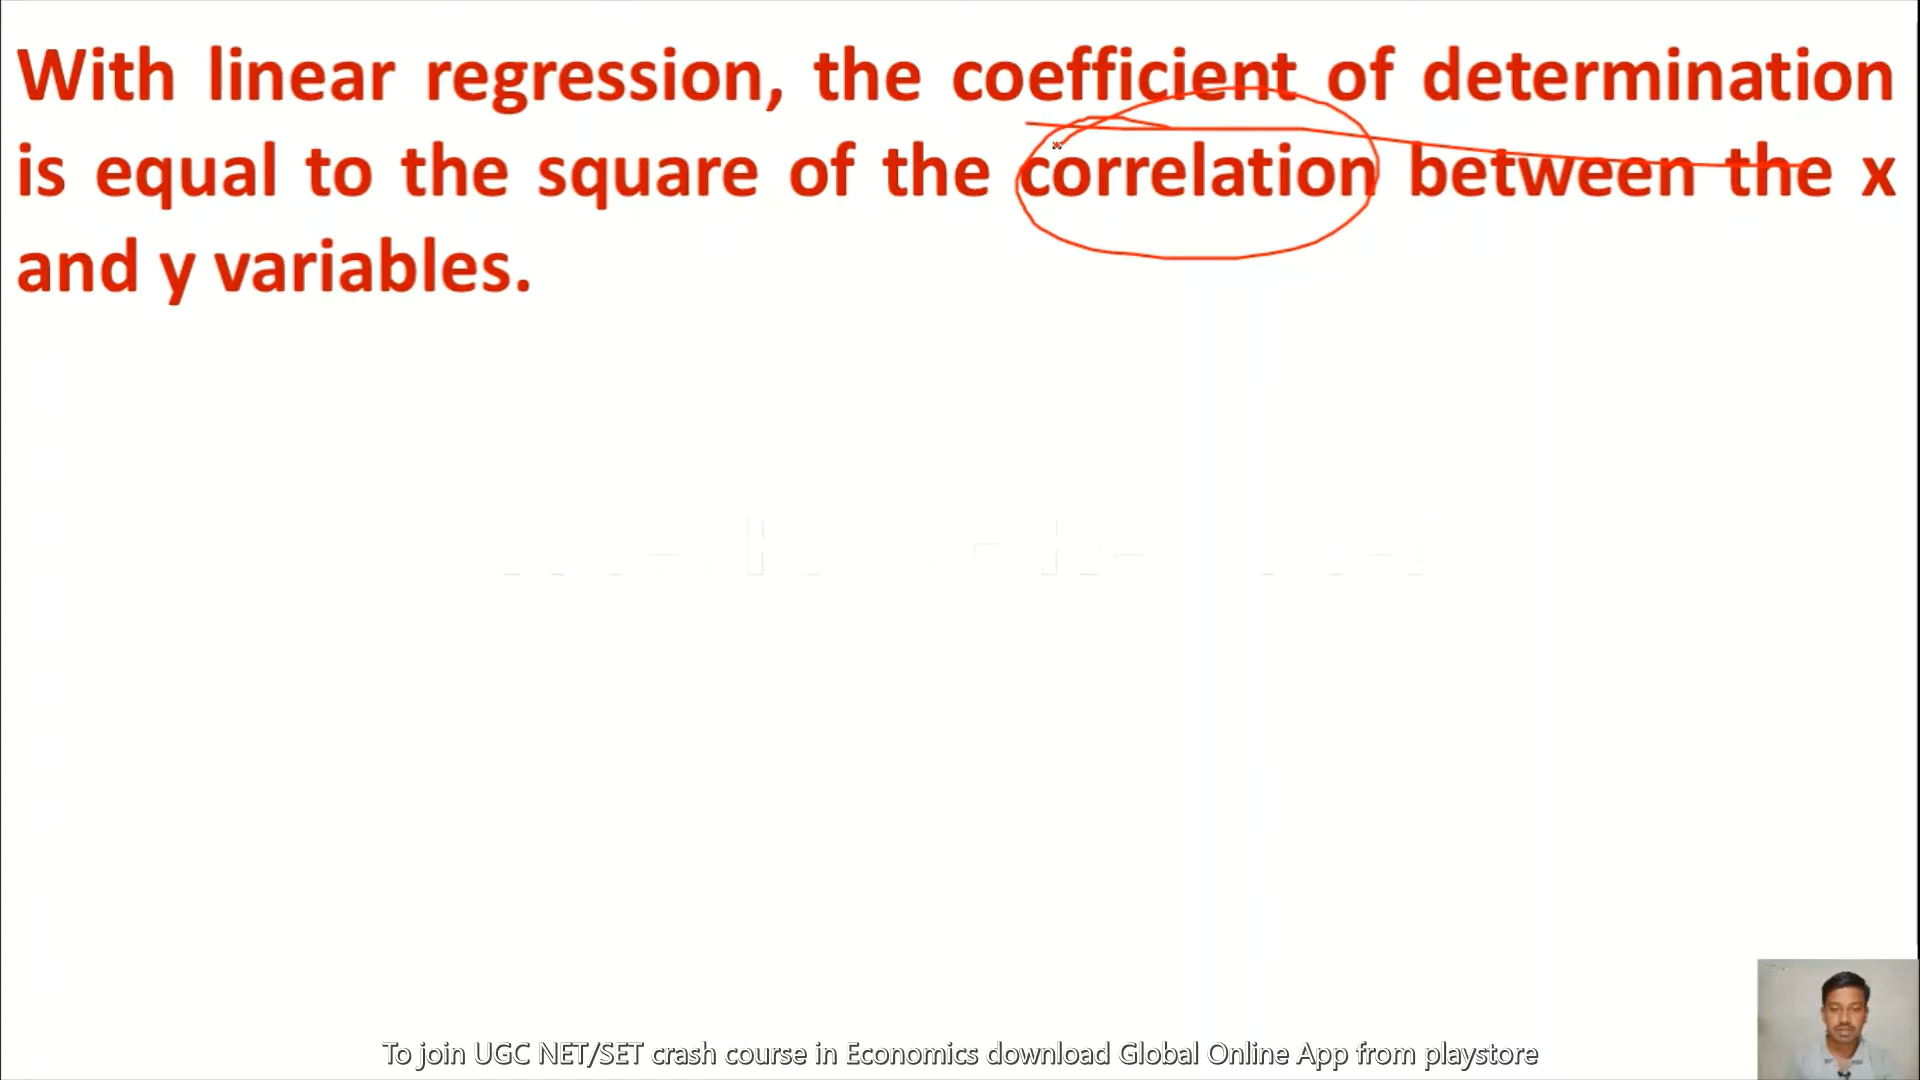 With linear regression, the coefficient of determination
is equal to the square of the correlation between the x
and y variables.
To join UGC NET/SET crash course in Economics download Global Online App from playstore